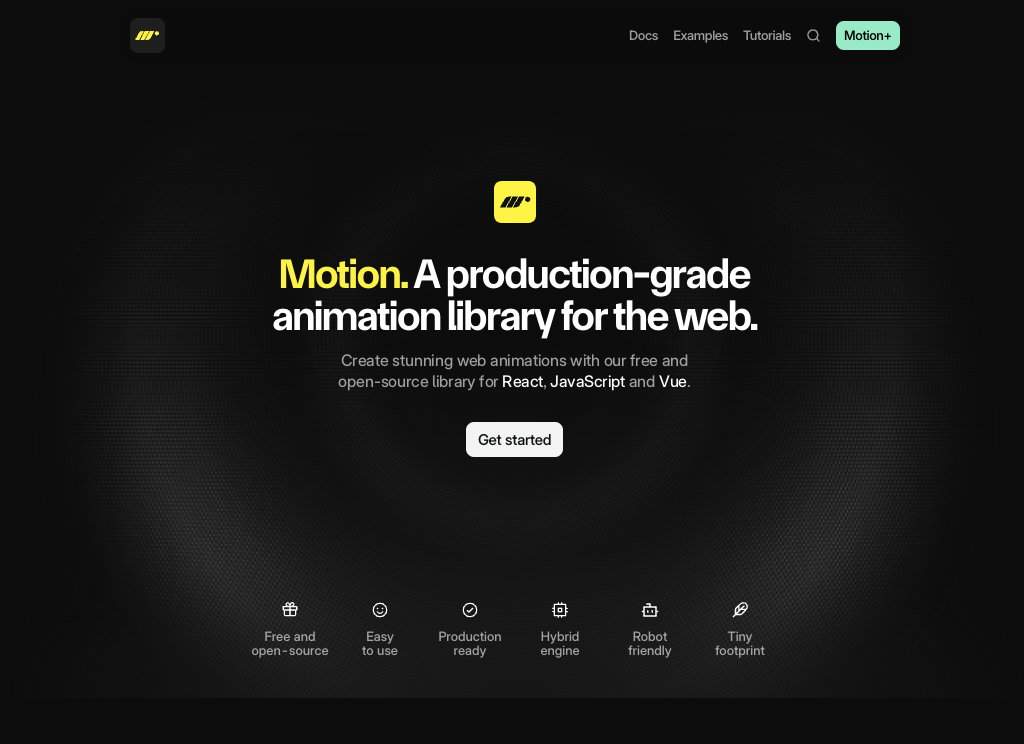 Docs Examples Tutorials Motion+
Motion. A production-grade
animation library for the web.
Create stunning web animations with our free and
open-source library for React, JavaScript and Vue.
Get started
Free and
open-source
Easy
to use
Production
ready
Hybrid
engine
Robot
friendly
Tiny
footprint